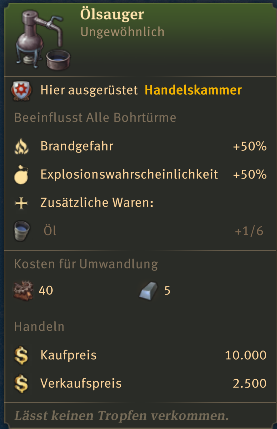 Ölsauger
Ungewöhnlich
Hier ausgerüstet Handelskammer
Beeinflusst Alle Bohrtürme
Brandgefahr +50%
Explosionswahrscheinlichkeit +50%
Zusätzliche Waren:
Öl +1/6
Kosten für Umwandlung
40 5
Handeln
Kaufpreis 10.000
Verkaufspreis 2.500
Lässt keinen Tropfen verkommen.